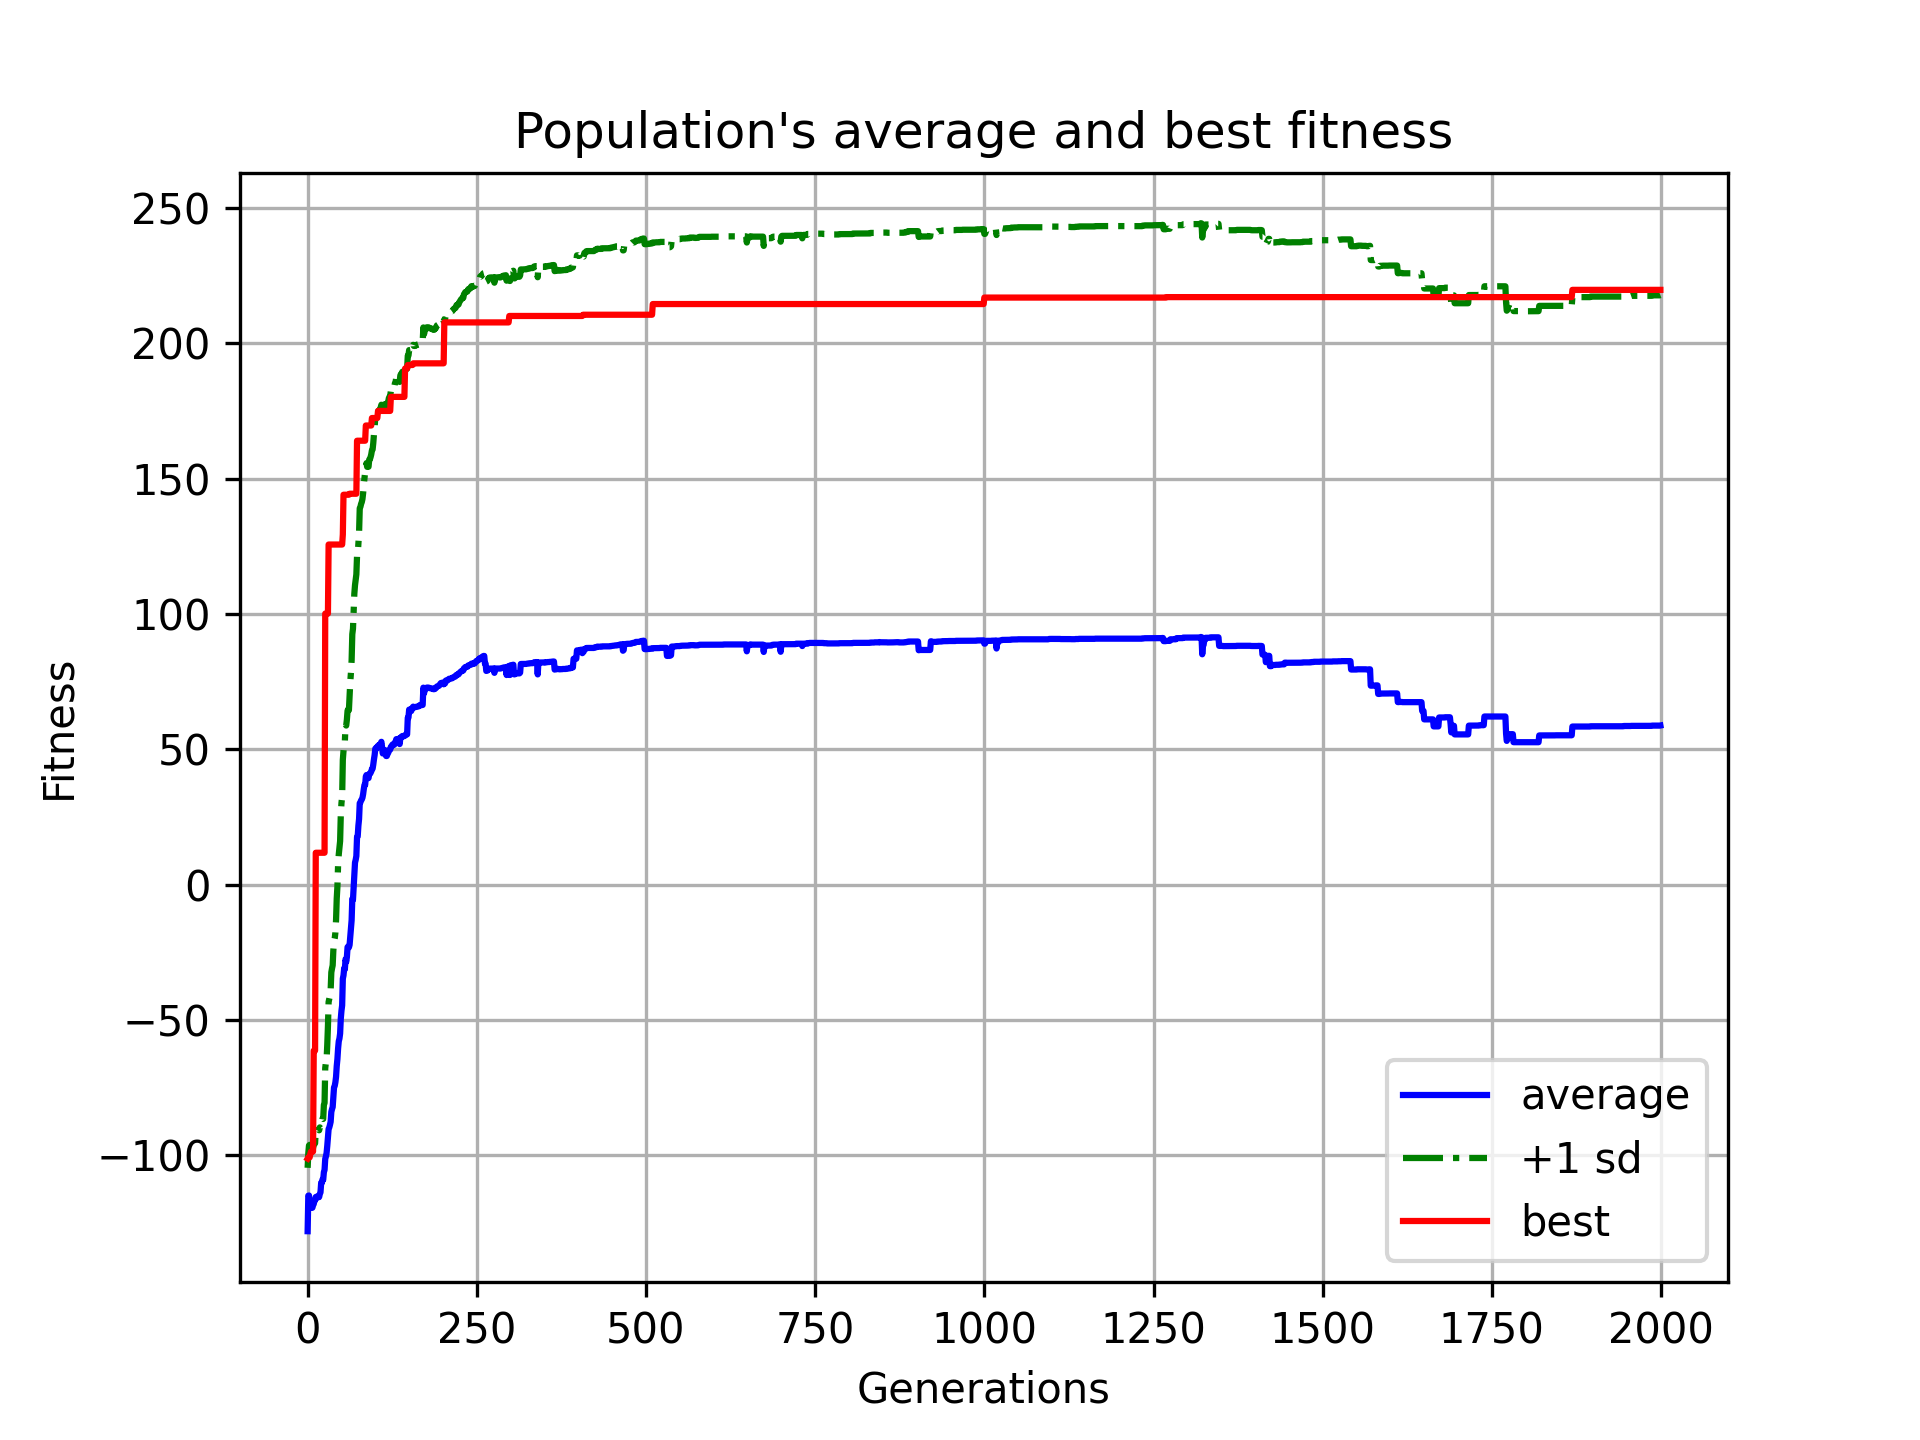 Population's average and best fitness
250
200
150
100
50
0
−50
−100
Fitness
average
+1 sd
best
0 250 500 750 1000 1250 1500 1750 2000
Generations